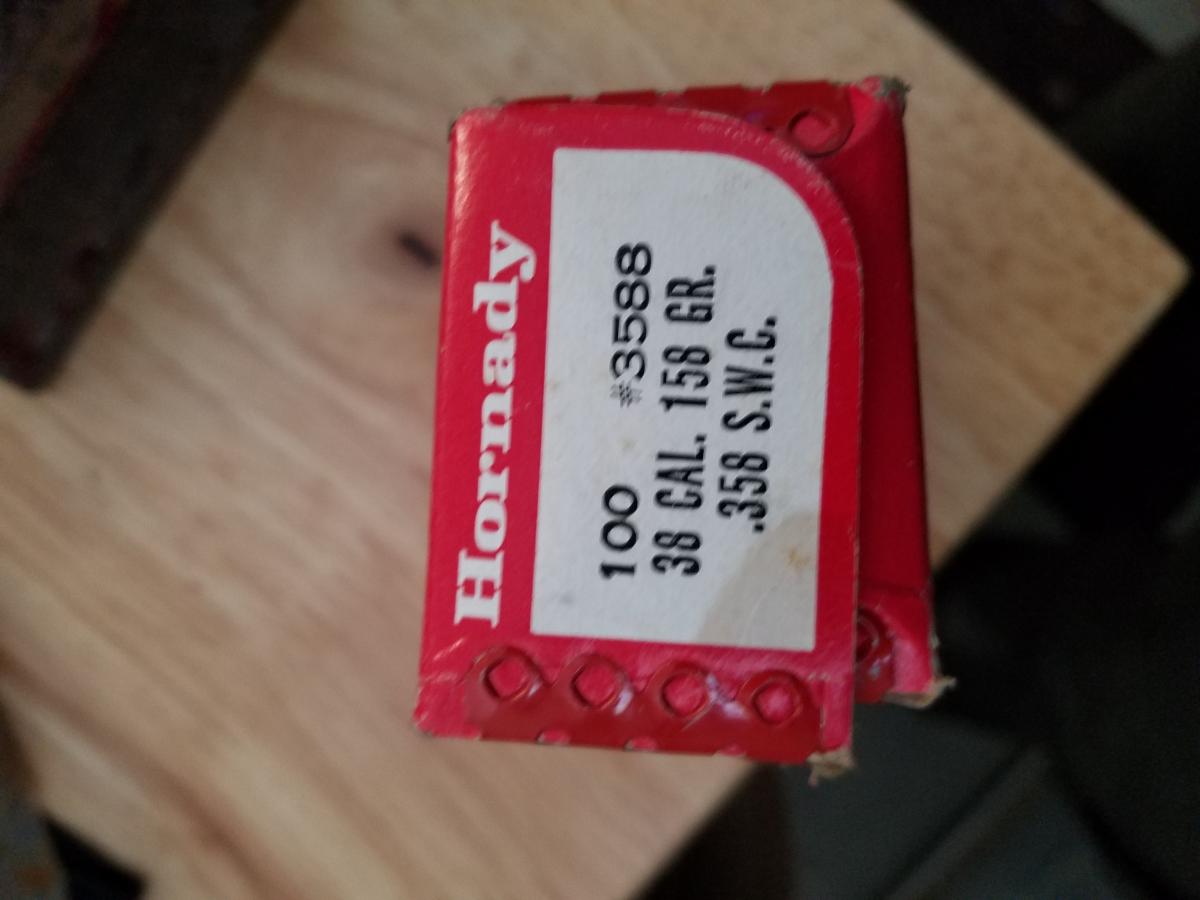 Hornady
100 #3588
38 CAL. 158 GR.
.358 S.W.C.